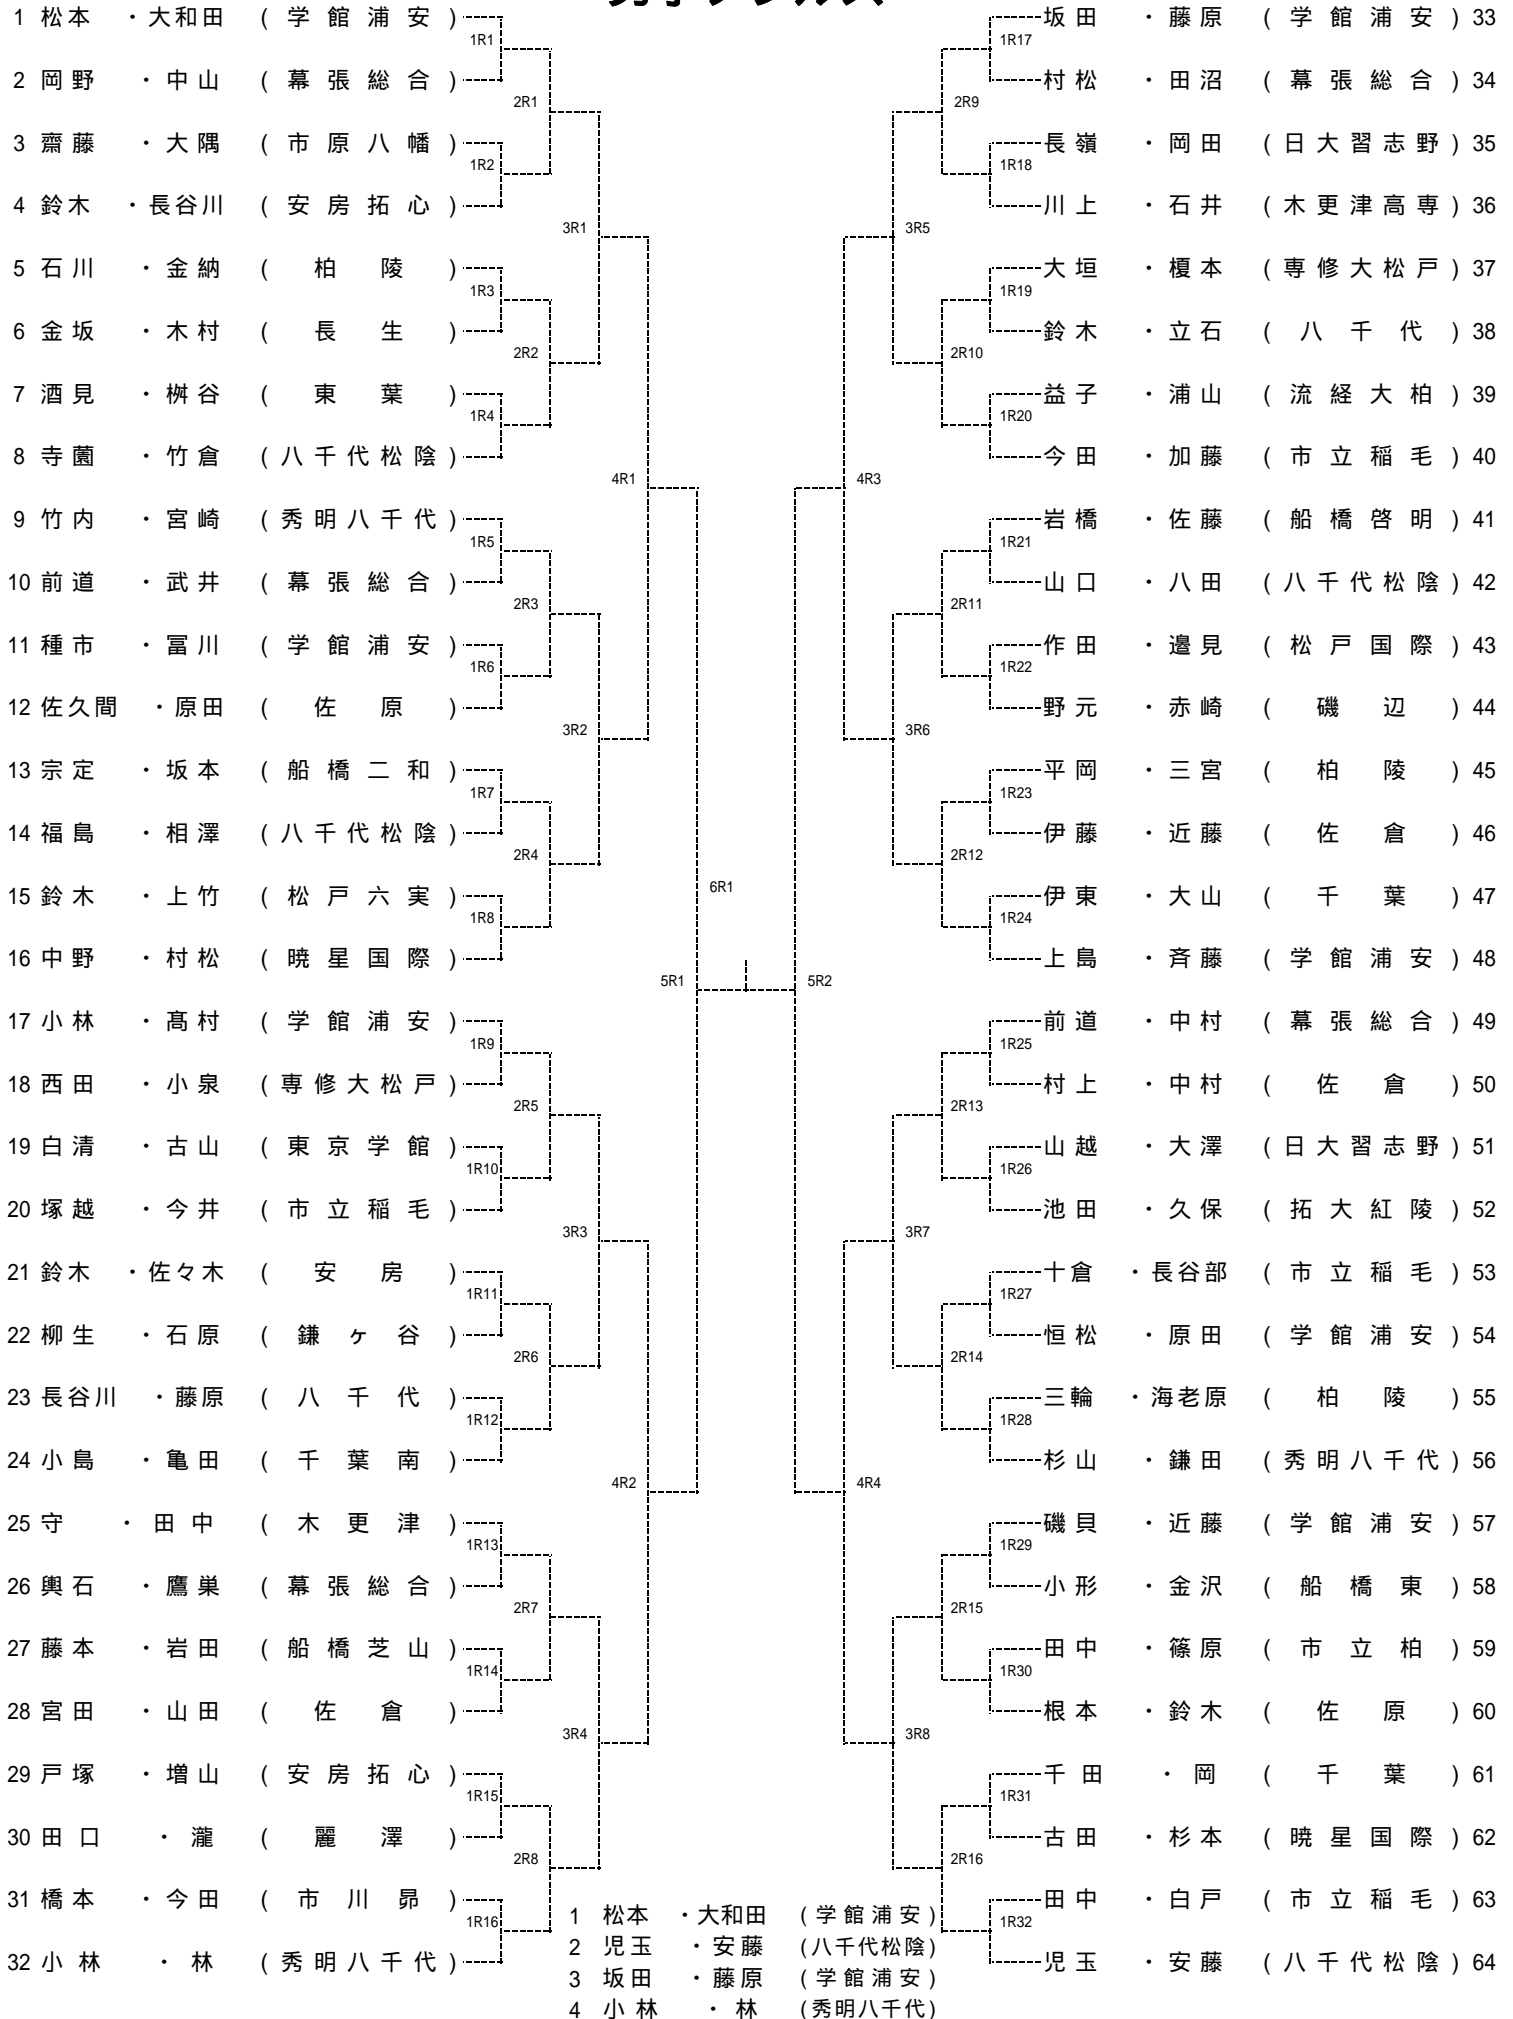 1 松本 ・大和田 (学館浦安)
2 岡野 ・中山 (幕張総合)
3 齋藤 ・大隅 (市原八幡)
4 鈴木 ・長谷川 (安房拓心)
5 石川 ・金納 (柏陵)
6 金坂 ・木村 (長生)
7 酒見 ・桝谷 (東葉)
8 寺薗 ・竹倉 (八千代松陰)
9 竹内 ・宮崎 (秀明八千代)
10 前道 ・武井 (幕張総合)
11 種市 ・冨川 (学館浦安)
12 佐久間 ・原田 (佐原)
13 宗定 ・坂本 (船橋二和)
14 福島 ・相澤 (八千代松陰)
15 鈴木 ・上竹 (松戸六実)
16 中野 ・村松 (暁星国際)
17 小林 ・髙村 (学館浦安)
18 西田 ・小泉 (専修大松戸)
19 白清 ・古山 (東京学館)
20 塚越 ・今井 (市立稲毛)
21 鈴木 ・佐々木 (安房)
22 柳生 ・石原 (鎌ヶ谷)
23 長谷川 ・藤原 (八千代)
24 小島 ・亀田 (千葉南)
25 守 ・田中 (木更津)
26 輿石 ・鷹巣 (幕張総合)
27 藤本 ・岩田 (船橋芝山)
28 宮田 ・山田 (佐倉)
29 戸塚 ・増山 (安房拓心)
30 田口 ・瀧 (麗澤)
31 橋本 ・今田 (市川昴)
32 小林 ・林 (秀明八千代)
1R1
1R2
1R3
1R4
1R5
1R6
1R7
1R8
1R9
1R10
1R11
1R12
1R13
1R14
1R15
1R16
2R1
2R2
2R3
2R4
2R5
2R6
2R7
2R8
3R1
3R2
3R3
3R4
4R1
4R2
5R1
6R1
5R2
4R3
4R4
3R5
3R6
3R7
3R8
2R9
2R10
2R11
2R12
2R13
2R14
2R15
2R16
1R17
1R18
1R19
1R20
1R21
1R22
1R23
1R24
1R25
1R26
1R27
1R28
1R29
1R30
1R31
1R32
坂田 ・藤原 (学館浦安) 33
村松 ・田沼 (幕張総合) 34
長嶺 ・岡田 (日大習志野) 35
川上 ・石井 (木更津高専) 36
大垣 ・榎本 (専修大松戸) 37
鈴木 ・立石 (八千代) 38
益子 ・浦山 (流経大柏) 39
今田 ・加藤 (市立稲毛) 40
岩橋 ・佐藤 (船橋啓明) 41
山口 ・八田 (八千代松陰) 42
作田 ・邉見 (松戸国際) 43
野元 ・赤崎 (磯辺) 44
平岡 ・三宮 (柏陵) 45
伊藤 ・近藤 (佐倉) 46
伊東 ・大山 (千葉) 47
上島 ・斉藤 (学館浦安) 48
前道 ・中村 (幕張総合) 49
村上 ・中村 (佐倉) 50
山越 ・大澤 (日大習志野) 51
池田 ・久保 (拓大紅陵) 52
十倉 ・長谷部 (市立稲毛) 53
恒松 ・原田 (学館浦安) 54
三輪 ・海老原 (柏陵) 55
杉山 ・鎌田 (秀明八千代) 56
磯貝 ・近藤 (学館浦安) 57
小形 ・金沢 (船橋東) 58
田中 ・篠原 (市立柏) 59
根本 ・鈴木 (佐原) 60
千田 ・岡 (千葉) 61
古田 ・杉本 (暁星国際) 62
田中 ・白戸 (市立稲毛) 63
児玉 ・安藤 (八千代松陰) 64
1 松本 ・大和田 (学館浦安)
2 児玉 ・安藤 (八千代松陰)
3 坂田 ・藤原 (学館浦安)
4 小林 ・林 (秀明八千代)